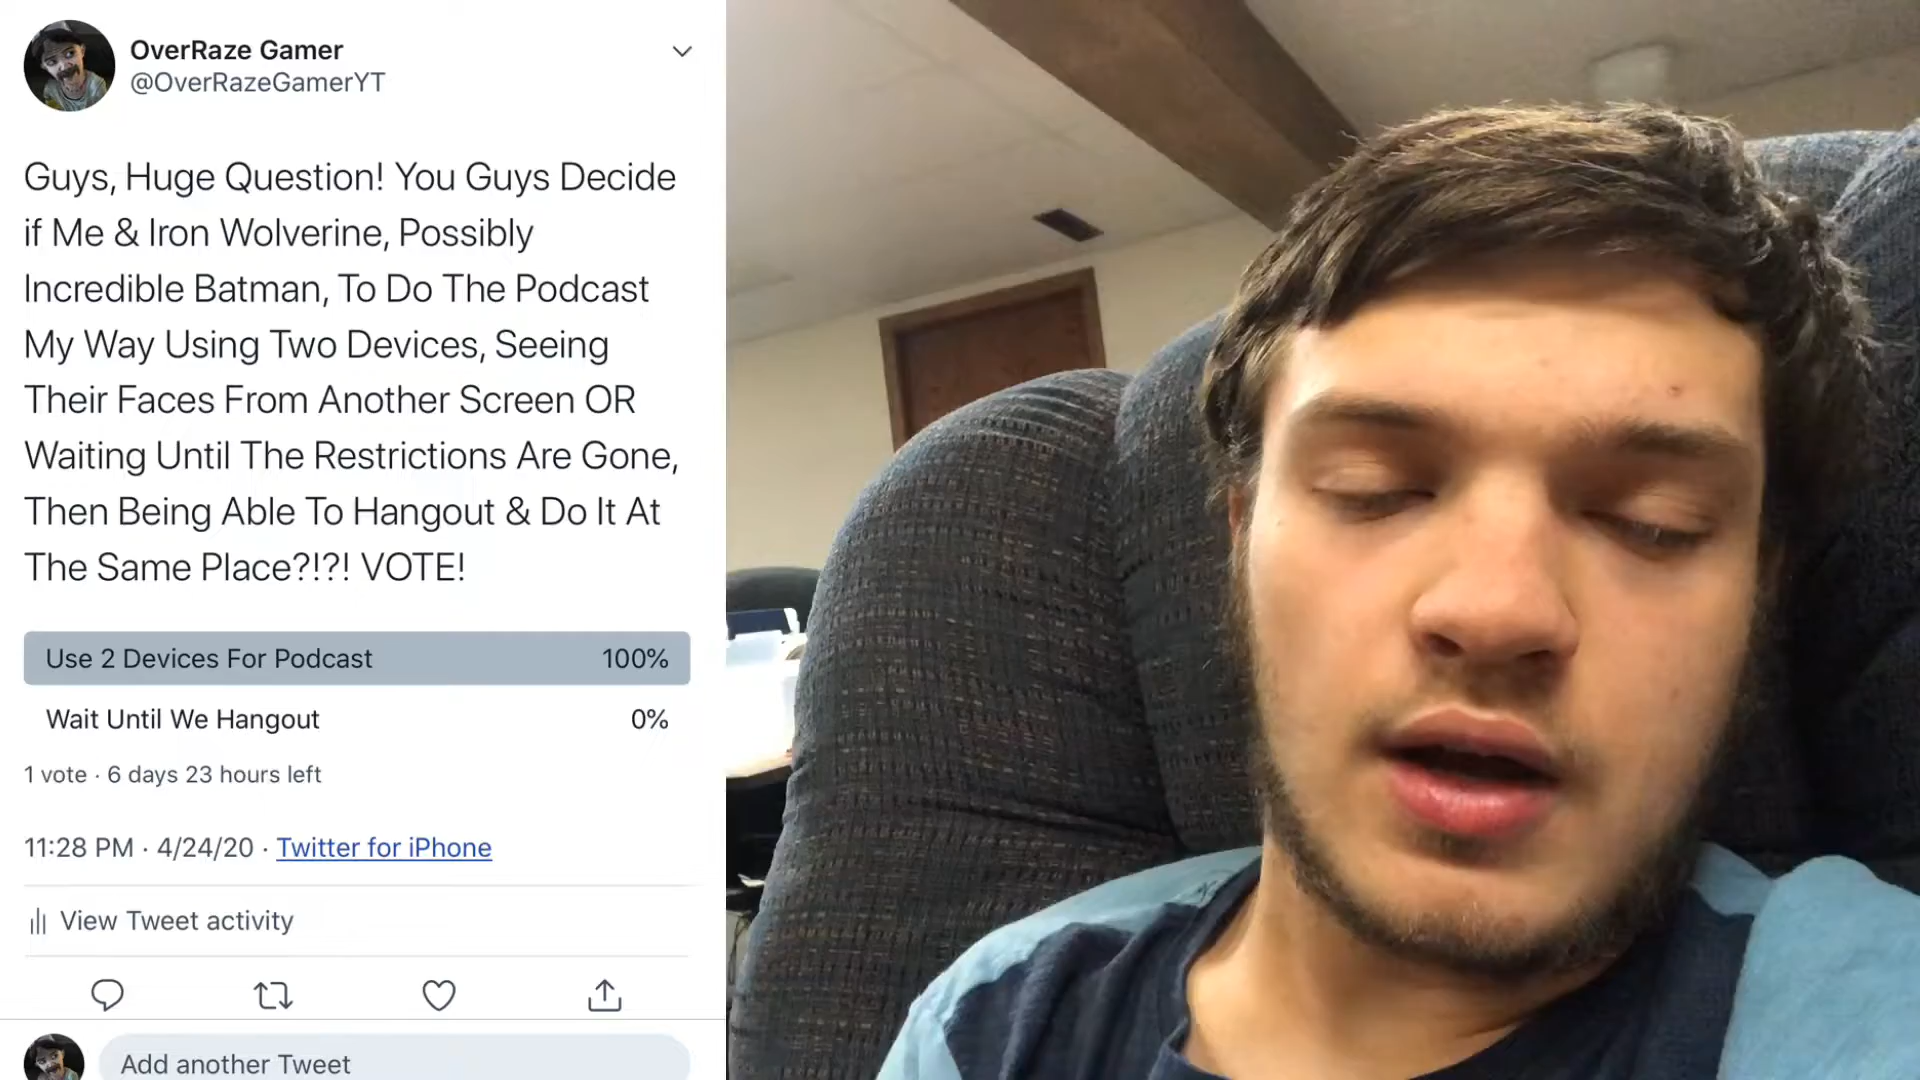 OverRaze Gamer
@OverRazeGamerYT
Guys, Huge Question! You Guys Decide
if Me & Iron Wolverine, Possibly
Incredible Batman, To Do The Podcast
My Way Using Two Devices, Seeing
Their Faces From Another Screen OR
Waiting Until The Restrictions Are Gone,
Then Being Able To Hangout & Do It At
The Same Place?!?! VOTE!
Use 2 Devices For Podcast 100%
Wait Until We Hangout 0%
1 vote · 6 days 23 hours left
11:28 PM · 4/24/20 · Twitter for iPhone
View Tweet activity
Add another Tweet